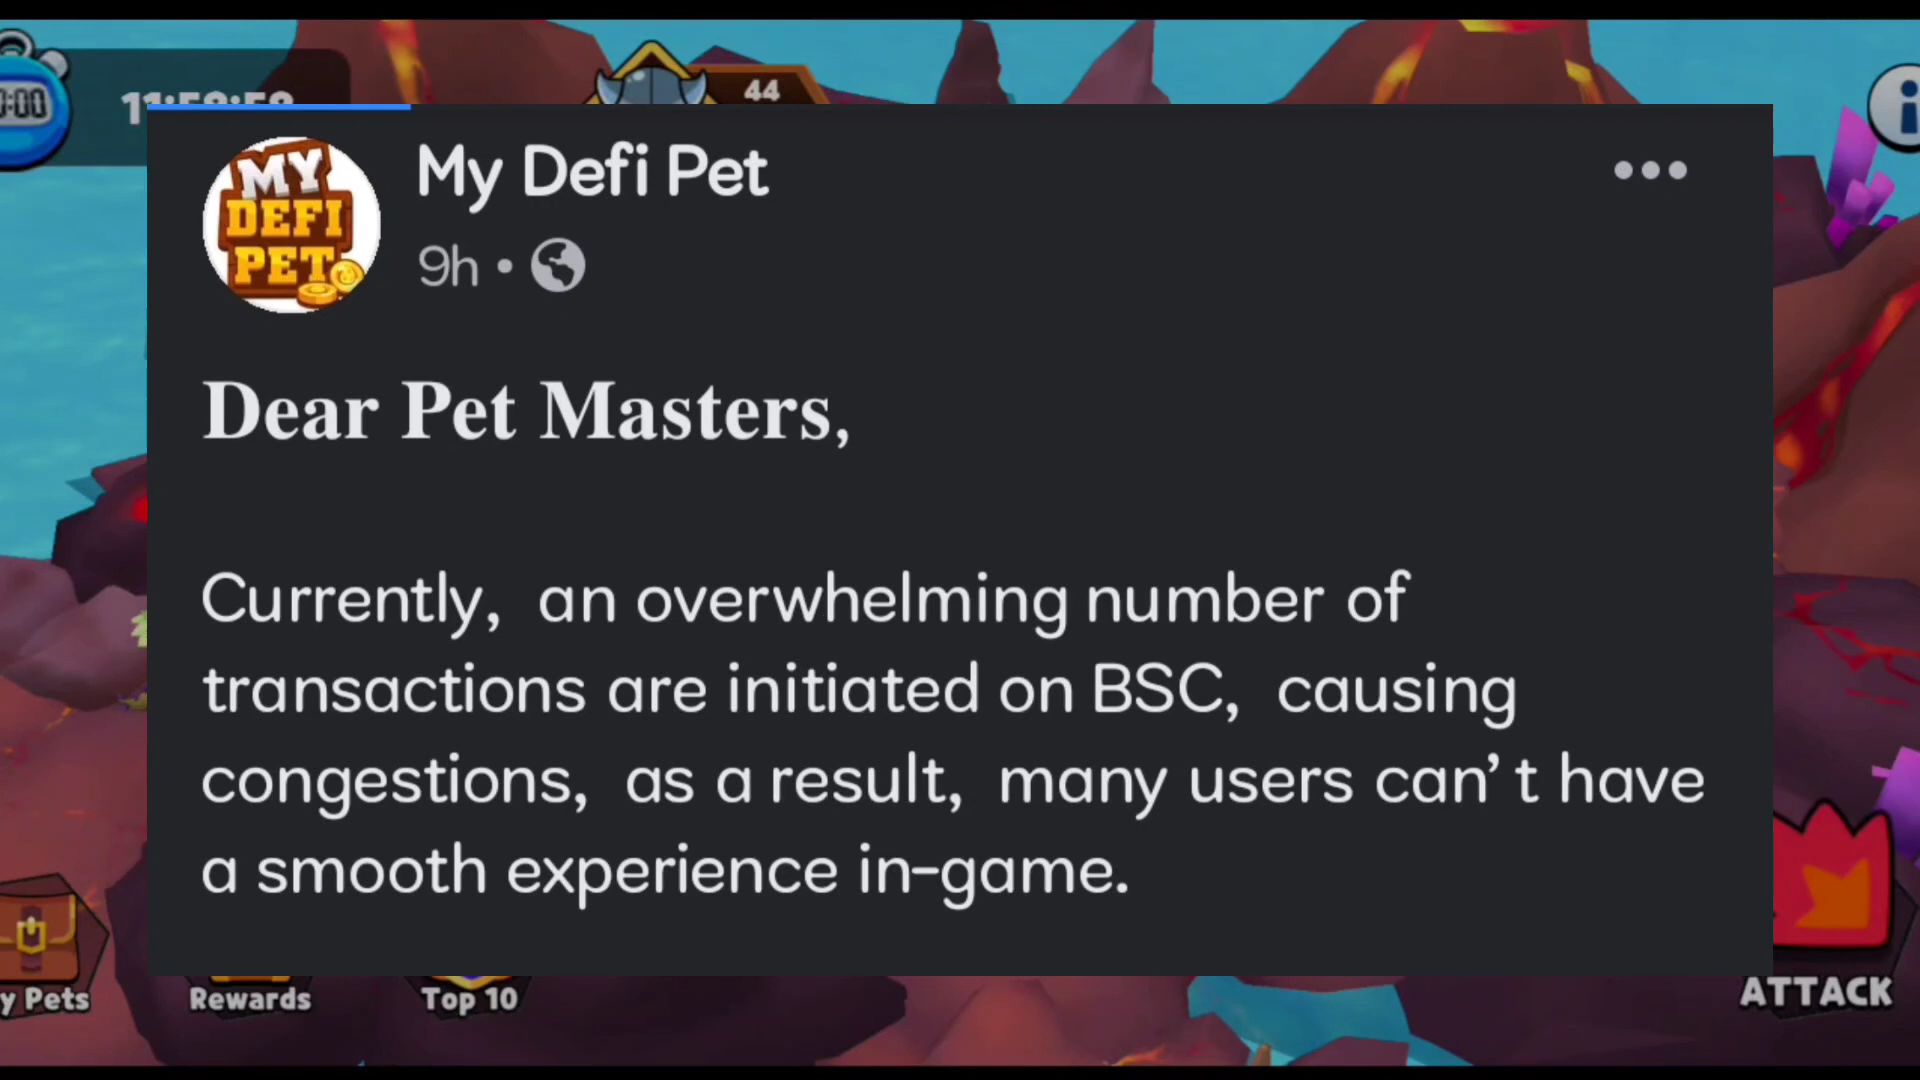 44
My Defi Pet
MY
DEFI
PET
9h •
Dear Pet Masters,
Currently, an overwhelming number of
transactions are initiated on BSC, causing
congestions, as a result, many users can’t have
a smooth experience in-game.
y Pets
Rewards
Top 10
ATTACK